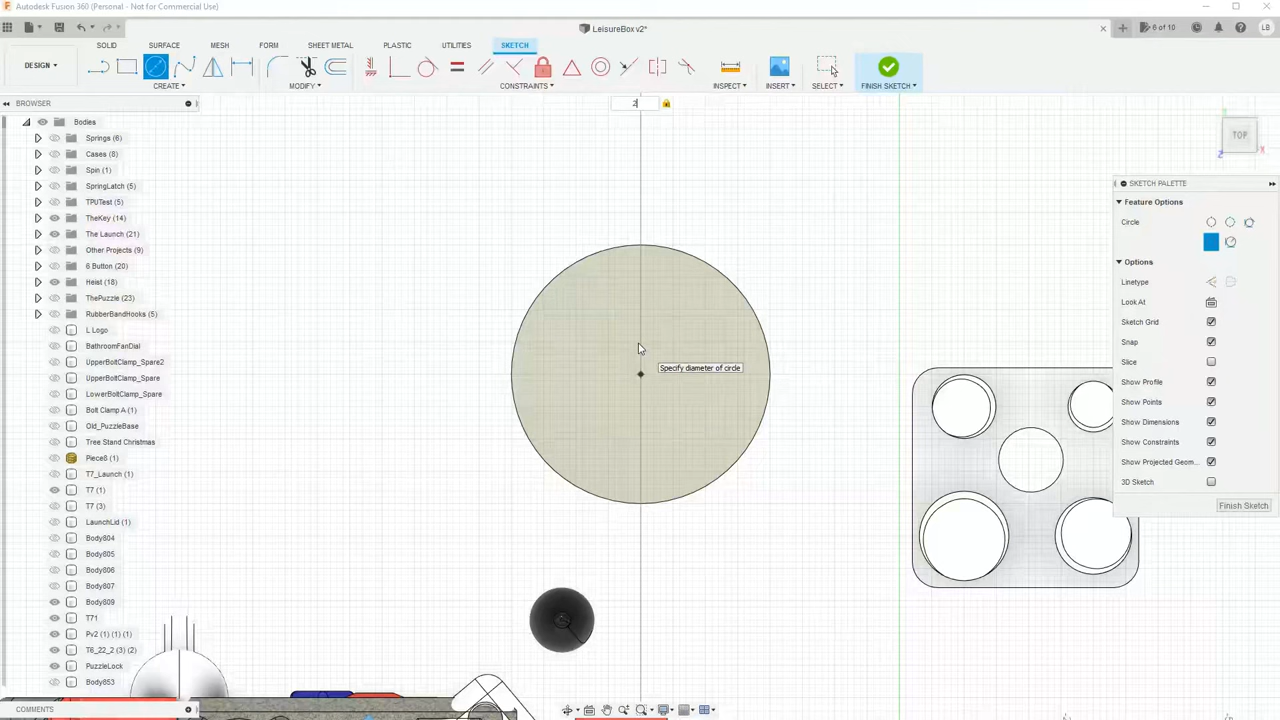 Autodesk Fusion 360 (Personal - Not for Commercial Use)
LeisureBox v2*
6 of 10
LB
DESIGN
SOLID
SURFACE
MESH
FORM
SHEET METAL
PLASTIC
UTILITIES
SKETCH
CREATE
MODIFY
CONSTRAINTS
INSPECT
INSERT
SELECT
FINISH SKETCH
BROWSER
2
TOP
X
Z
Bodies
Springs (6)
Cases (8)
Spin (1)
SpringLatch (5)
TPUTest (5)
TheKey (14)
The Launch (21)
Other Projects (9)
6 Button (20)
Heist (18)
ThePuzzle (23)
RubberBandHooks (5)
L Logo
BathroomFanDial
UpperBoltClamp_Spare2
UpperBoltClamp_Spare
LowerBoltClamp_Spare
Bolt Clamp A (1)
Old_PuzzleBase
Tree Stand Christmas
Piece8 (1)
T7_Launch (1)
T7 (1)
T7 (3)
LaunchLid (1)
Body804
Body805
Body806
Body807
Body809
T71
Pv2 (1) (1) (1)
T6_22_2 (3) (2)
PuzzleLock
Body853
COMMENTS
Specify diameter of circle
SKETCH PALETTE
Feature Options
Circle
Options
Linetype
Look At
Sketch Grid
Snap
Slice
Show Profile
Show Points
Show Dimensions
Show Constraints
Show Projected Geom...
3D Sketch
Finish Sketch